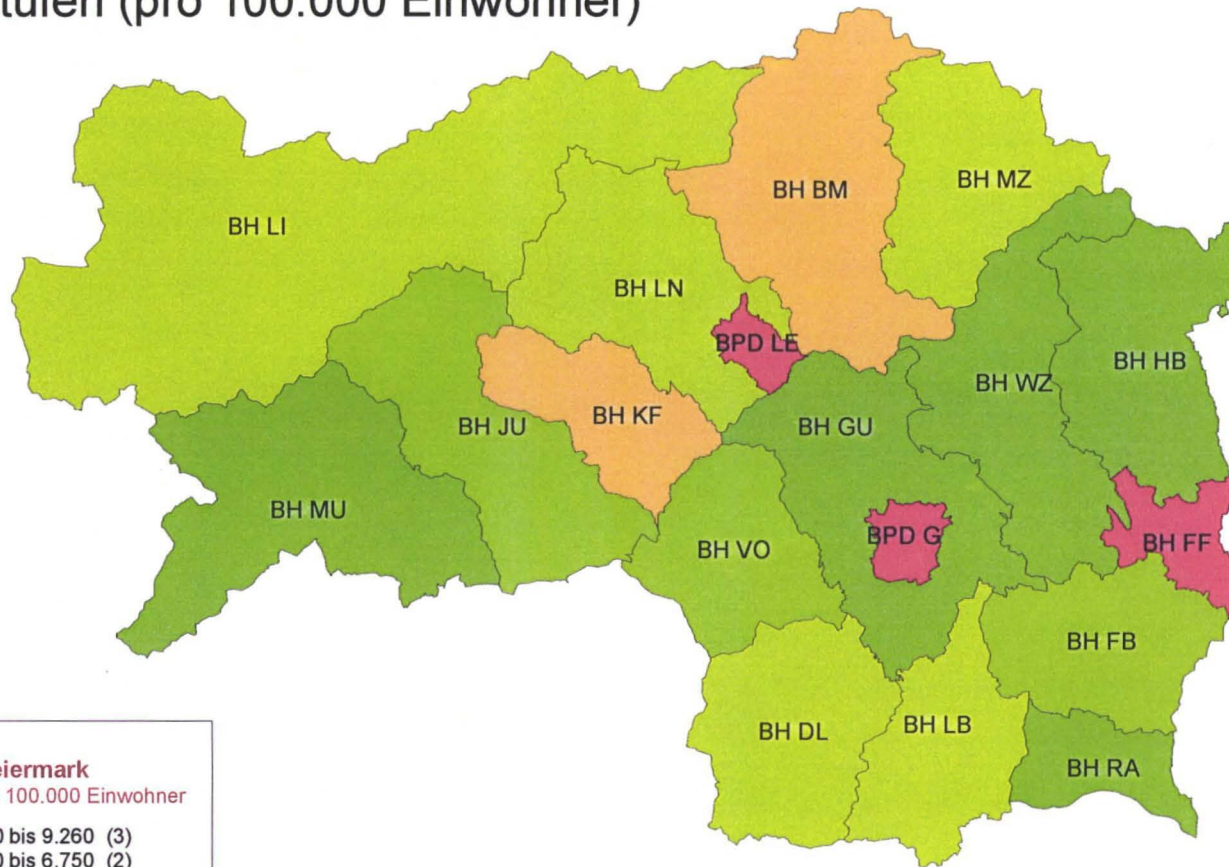 (pro 100.000 Einwohner)
BH BM
BH MZ
BH LI
BH LN
BPD LE
BH HB
BH WZ
BH KF
BH JU
BH GU
BH MU
BPD G
BH FF
BH VO
BH FB
BH DL
BH LB
BH RA
eiermark
100.000 Einwohner
0 bis 9.260 (3)
0 bis 6.750 (2)